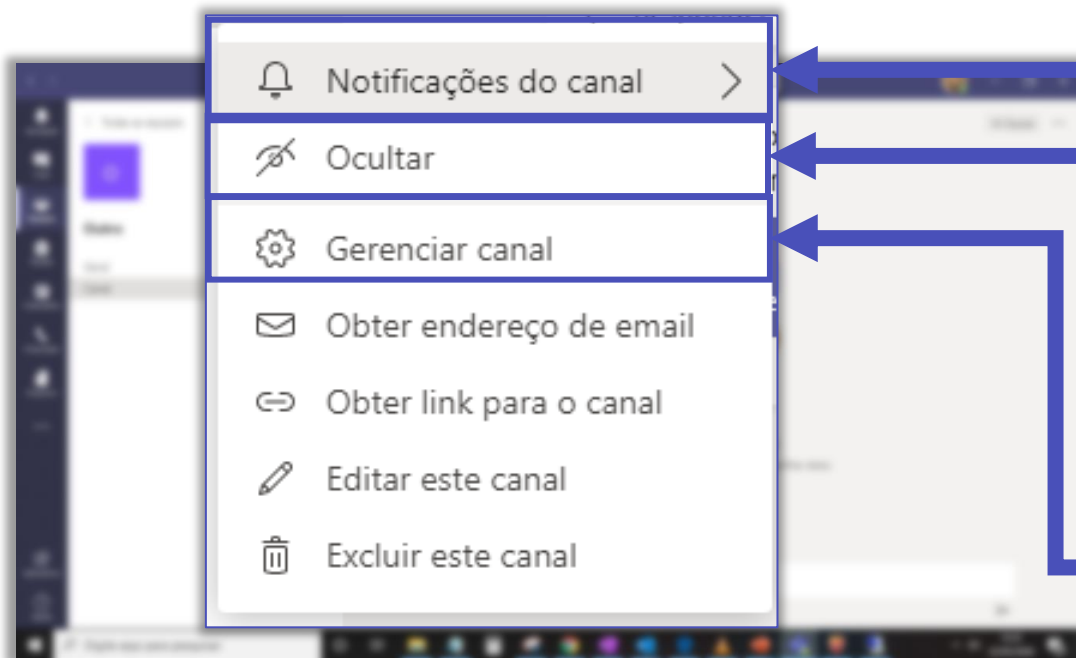 Notificações do canal
Ocultar
Gerenciar canal
Obter endereço de email
Obter link para o canal
Editar este canal
Excluir este canal